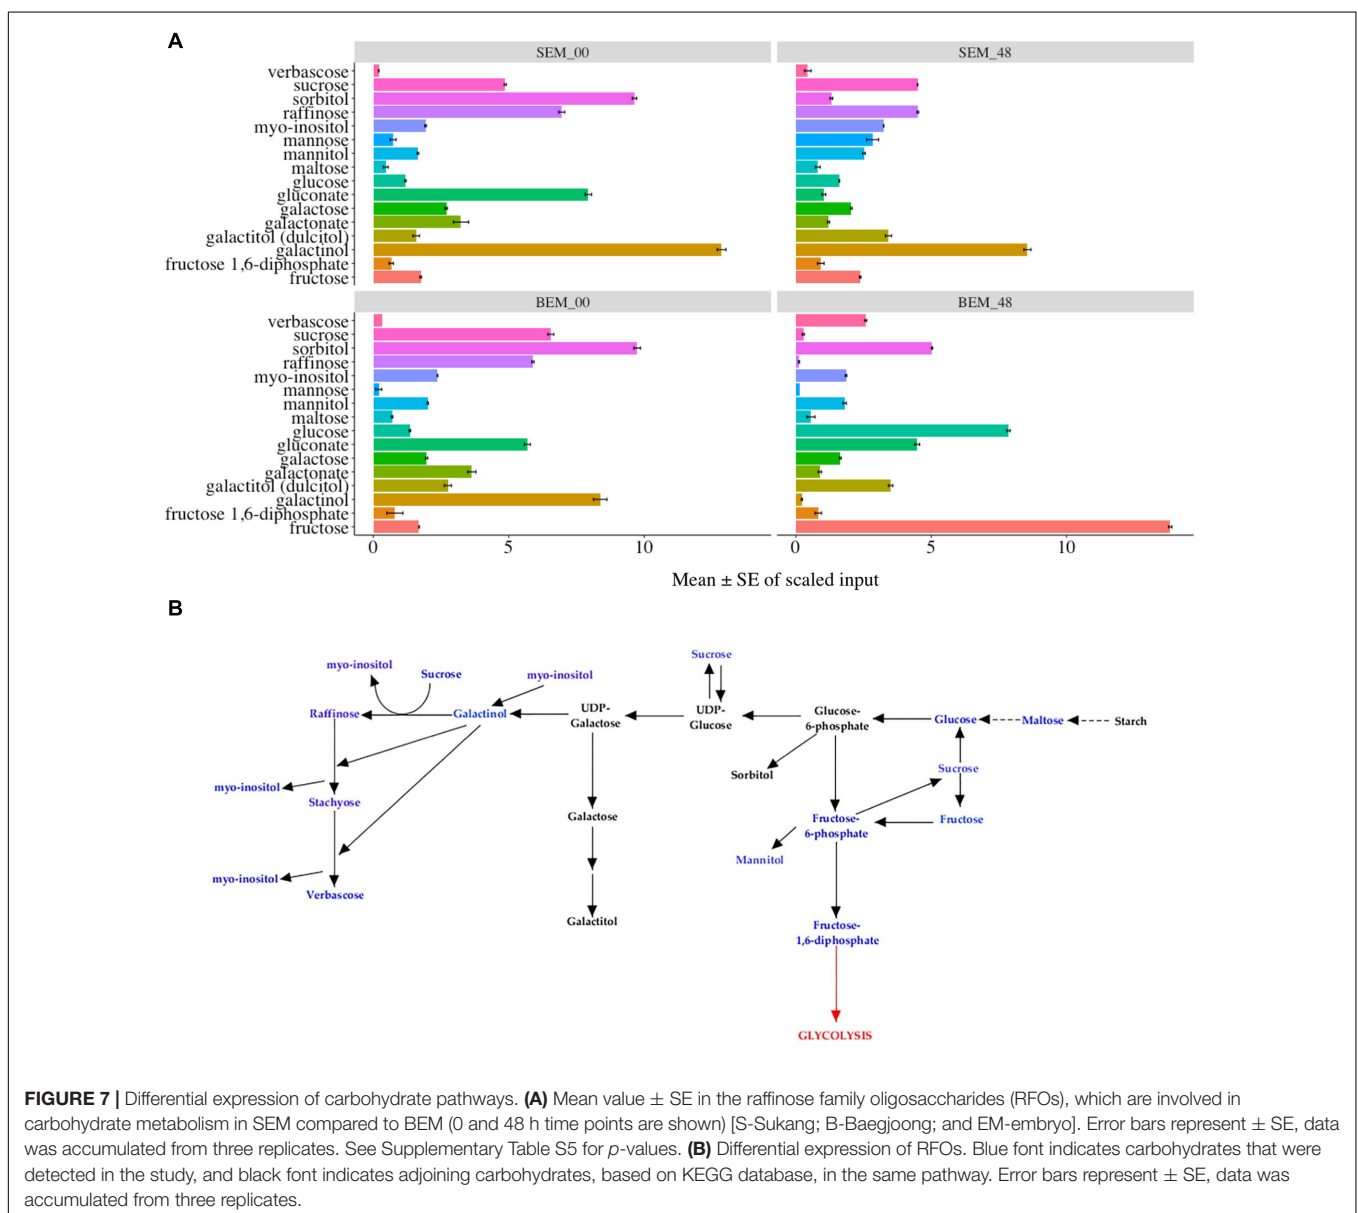 A
SEM_00
SEM_48
verbascose
sucrose
sorbitol
raffinose
myo-inositol
mannose
mannitol
maltose
glucose
gluconate
galactose
galactonate
galactitol (dulcitol)
galactinol
fructose 1,6-diphosphate
fructose
BEM_00
BEM_48
verbascose
sucrose
sorbitol
raffinose
myo-inositol
mannose
mannitol
maltose
glucose
gluconate
galactose
galactonate
galactitol (dulcitol)
galactinol
fructose 1,6-diphosphate
fructose
0 5 10 0 5 10
Mean ± SE of scaled input
B
Sucrose
myo-inositol
Sucrose
myo-inositol
Raffinose
Galactinol
UDP-
Galactose
UDP-
Glucose
Glucose-
6-phosphate
Glucose
Maltose
Starch
Sorbitol
Sucrose
myo-inositol
Stachyose
Galactose
Fructose-
6-phosphate
Fructose
Mannitol
myo-inositol
Verbascose
Galactitol
Fructose-
1,6-diphosphate
GLYCOLYSIS
FIGURE 7 | Differential expression of carbohydrate pathways. (A) Mean value ± SE in the raffinose family oligosaccharides (RFOs), which are involved in
carbohydrate metabolism in SEM compared to BEM (0 and 48 h time points are shown) [S-Sukang; B-Baegjoong; and EM-embryo]. Error bars represent ± SE, data
was accumulated from three replicates. See Supplementary Table S5 for p-values. (B) Differential expression of RFOs. Blue font indicates carbohydrates that were
detected in the study, and black font indicates adjoining carbohydrates, based on KEGG database, in the same pathway. Error bars represent ± SE, data was
accumulated from three replicates.